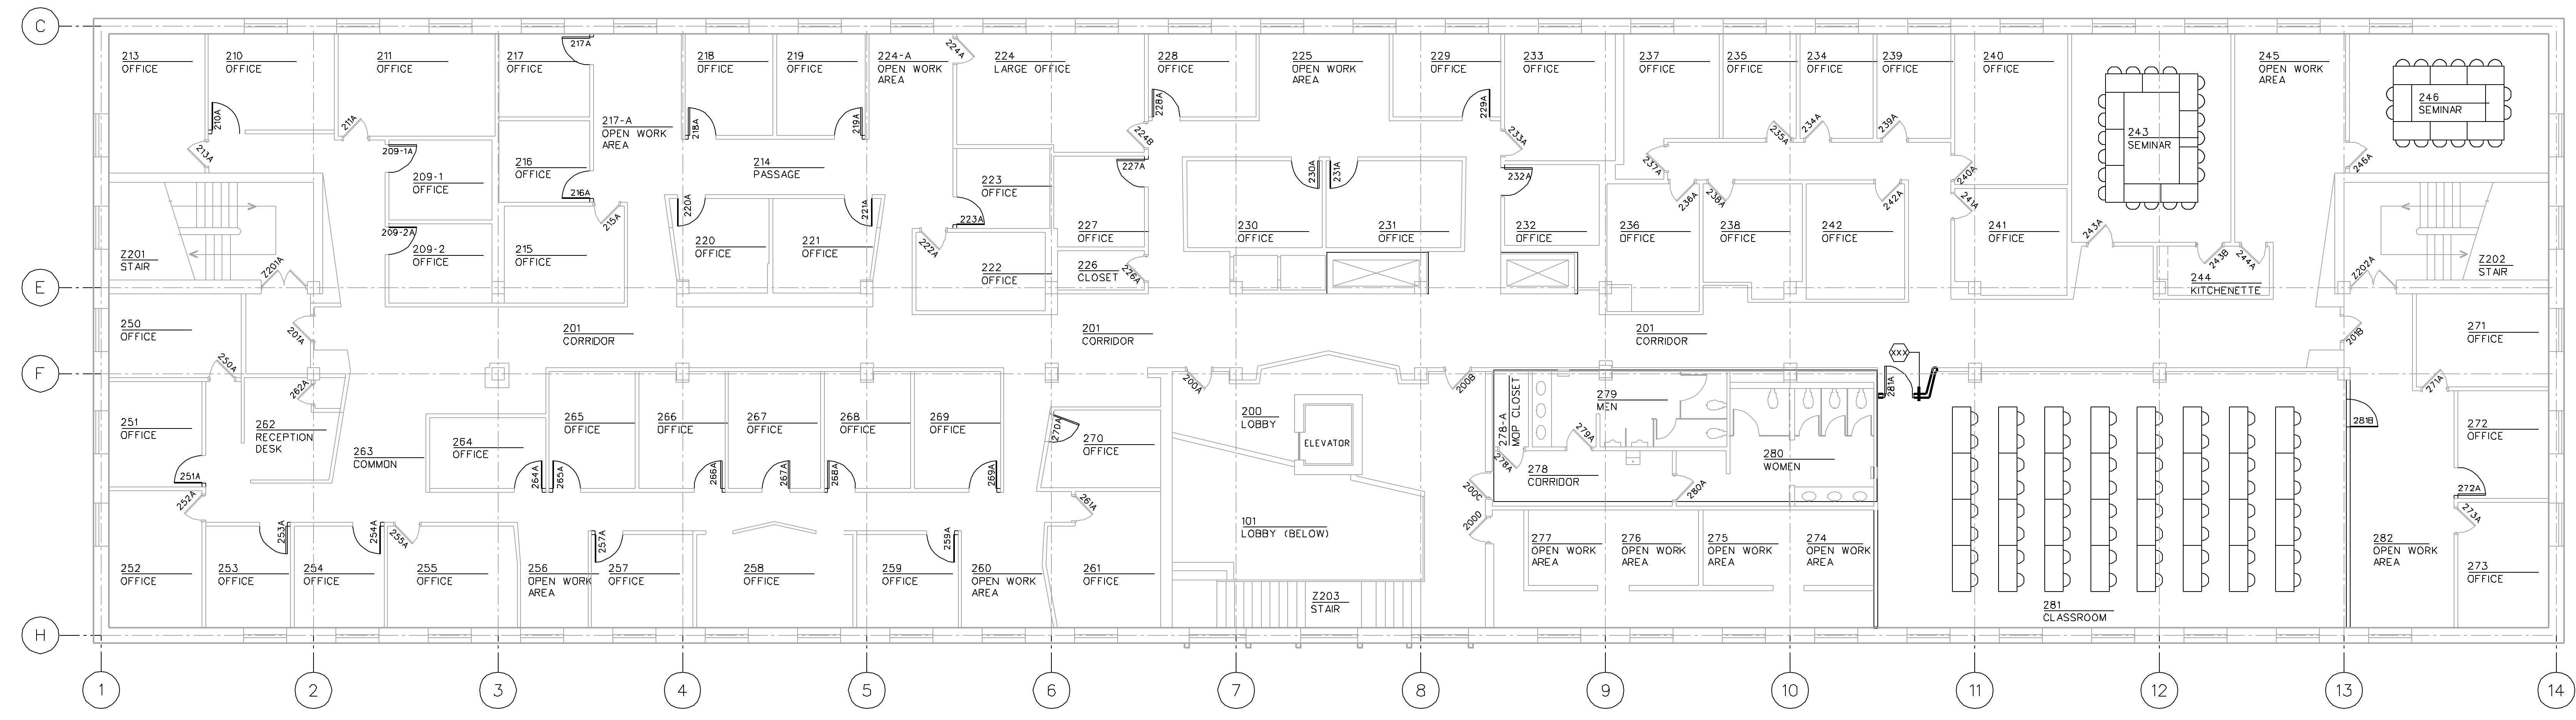 C
213
OFFICE
210
OFFICE
211
OFFICE
217
OFFICE
217A
218
OFFICE
219
OFFICE
224-A
OPEN WORK
AREA
224A
224
LARGE OFFICE
228
OFFICE
225
OPEN WORK
AREA
229
OFFICE
233
OFFICE
237
OFFICE
235
OFFICE
234
OFFICE
239
OFFICE
240
OFFICE
245
OPEN WORK
AREA
246
SEMINAR
210A
211A
217-A
OPEN WORK
AREA
218A
219A
228A
224B
229A
233A
235A
234A
239A
243
SEMINAR
213A
209-1A
209-1
OFFICE
216
OFFICE
216A
214
PASSAGE
223
OFFICE
223A
227A
230A
231A
232A
237A
236A
238A
242A
240A
241A
246A
215A
220A
221A
Z201
STAIR
Z201A
209-2A
209-2
OFFICE
215
OFFICE
220
OFFICE
221
OFFICE
222A
222
OFFICE
227
OFFICE
226
CLOSET
226A
230
OFFICE
231
OFFICE
232
OFFICE
236
OFFICE
238
OFFICE
242
OFFICE
241
OFFICE
243A
243B
244A
244
KITCHENETTE
Z202A
Z202
STAIR
E
250
OFFICE
201A
201
CORRIDOR
201
CORRIDOR
201
CORRIDOR
201B
271
OFFICE
XXX
F
250A
262A
200A
200B
281A
271A
251
OFFICE
262
RECEPTION
DESK
263
COMMON
264
OFFICE
265
OFFICE
266
OFFICE
267
OFFICE
268
OFFICE
269
OFFICE
270A
270
OFFICE
200
LOBBY
ELEVATOR
278-A
MOP CLOSET
279
MEN
279A
280
WOMEN
281B
272
OFFICE
251A
264A
265A
266A
267A
268A
269A
278A
278
CORRIDOR
280A
272A
252A
253A
254A
255A
257A
259A
261A
200C
200D
273A
101
LOBBY (BELOW)
252
OFFICE
253
OFFICE
254
OFFICE
255
OFFICE
256
OPEN WORK
AREA
257
OFFICE
258
OFFICE
259
OFFICE
260
OPEN WORK
AREA
261
OFFICE
Z203
STAIR
277
OPEN WORK
AREA
276
OPEN WORK
AREA
275
OPEN WORK
AREA
274
OPEN WORK
AREA
281
CLASSROOM
282
OPEN WORK
AREA
273
OFFICE
H
1
2
3
4
5
6
7
8
9
10
11
12
13
14